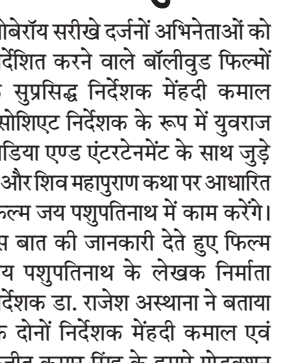 ोबेरॉय सरीखे दर्जनों अभिनेताओं को
र्देशित करने वाले बॉलीवुड फिल्मों
सुप्रसिद्ध निर्देशक मेंहदी कमाल
सोशिएट निर्देशक के रूप में युवराज
डिया एण्ड एंटरटेनमेंट के साथ जुड़े
और शिव महापुराण कथा पर आधारित
ल्म जय पशुपतिनाथ में काम करेंगे।
स बात की जानकारी देते हुए फिल्म
य पशुपतिनाथ के लेखक निर्माता
र्देशक डा. राजेश अस्थाना ने बताया
दोनों निर्देशक मेंहदी कमाल एवं